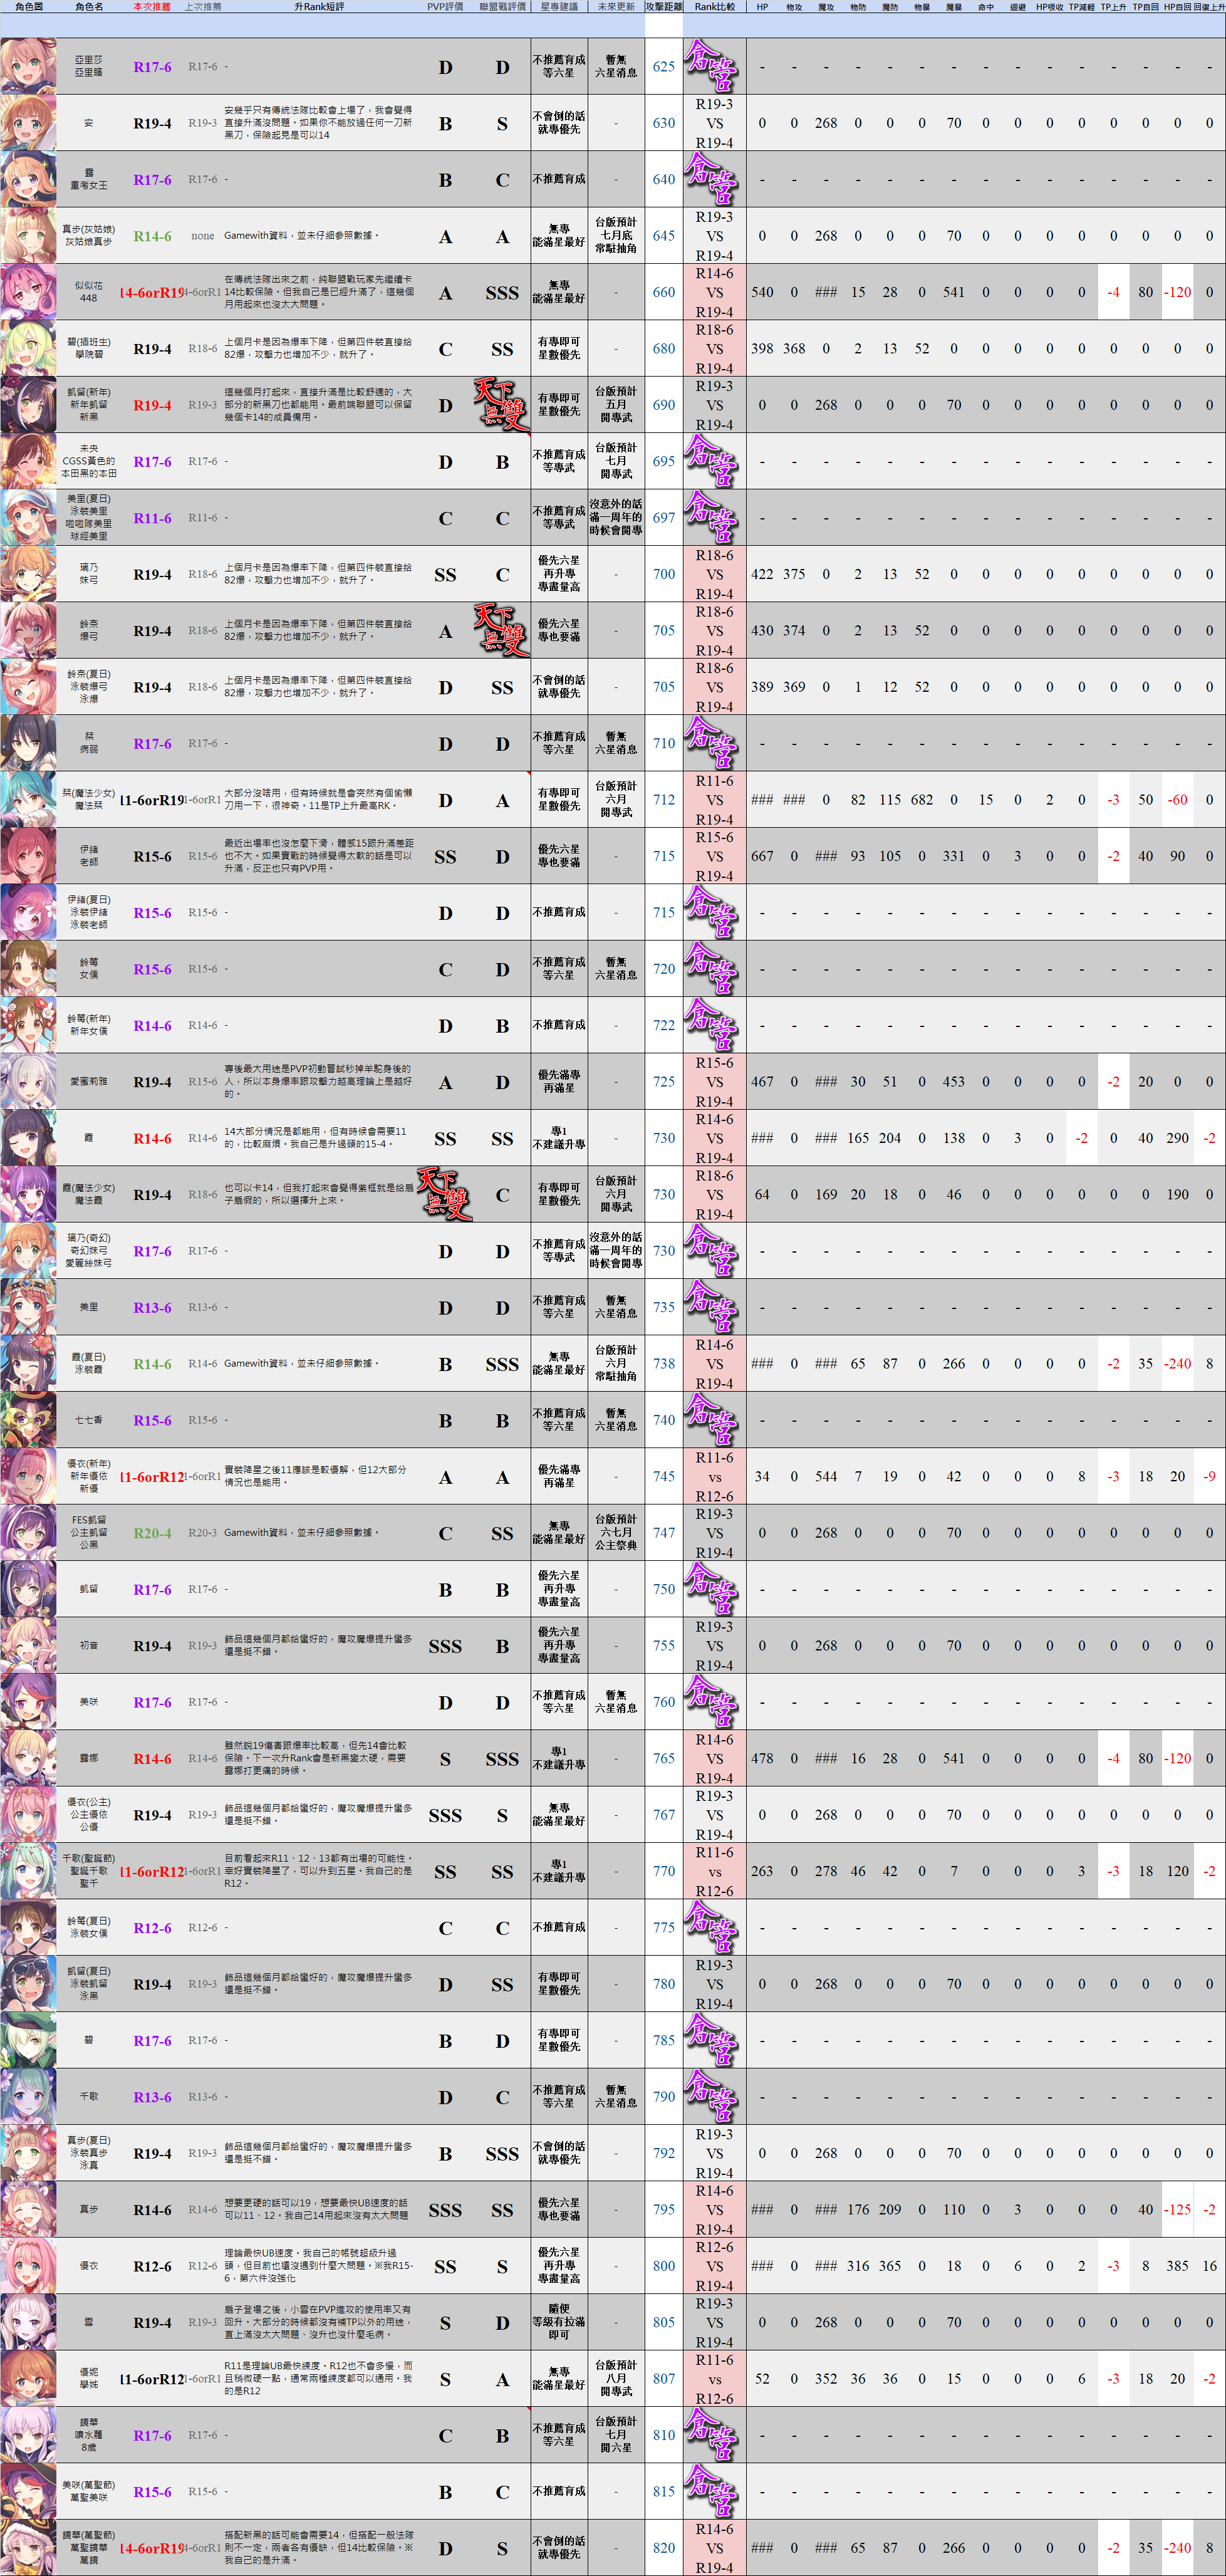 角色圖 角色名 本次推薦 上次推薦 升Rank短評 PVP評價 聯盟戰評價 星專建議 未來更新 攻擊距離 Rank比較 HP 物攻 魔攻 物防 魔防 物暴 魔暴 命中 迴避 HP吸收 TP減輕 TP上升 TP自回 HP自回 回復上升
亞里莎
亞里瞎
R17-6 R17-6 - D D
不推薦育成
等六星
暫無
六星消息
625 倉管 - - - - - - - - - - - - - - -
安
R19-4 R19-3
安幾乎只有傳統法隊比較會上場了，我會覺得
直接升滿沒問題。如果你不能放過任何一刀新
黑刀，保險起見是可以14
B S
不會倒的話
就專優先
- 630
R19-3
VS
R19-4
0 0 268 0 0 0 70 0 0 0 0 0 0 0 0
露
重考女王
R17-6 R17-6 - B C
不推薦育成
- 640 倉管 - - - - - - - - - - - - - - -
真步(灰姑娘)
灰姑娘真步
R14-6 none
Gamewith資料，並未仔細參照數據。
A A
無專
能滿星最好
台版預計
七月底
常駐抽角
645
R19-3
VS
R19-4
0 0 268 0 0 0 70 0 0 0 0 0 0 0 0
似似花
448
14-6orR19 4-6orR1
在傳統法隊出來之前，純聯盟戰玩家先繼續卡
14比較保險。但我自己是已經升滿了，這幾個
月用起來也沒太大問題。
A SSS
無專
能滿星最好
- 660
R14-6
VS
R19-4
540 0 ### 15 28 0 541 0 0 0 0 -4 80 -120 0
碧(插班生)
學院碧
R19-4 R18-6
上個月卡是因為爆率下降，但第四件裝直接給
82爆，攻擊力也增加不少，就升了。
C SS
有專即可
星數優先
- 680
R18-6
VS
R19-4
398 368 0 2 13 52 0 0 0 0 0 0 0 0 0
凱留(新年)
新年凱留
新黑
R19-4 R19-3
這幾個月打起來，直接升滿是比較舒適的，大
部分的新黑刀也都能用。最前端聯盟可以保留
幾個卡14的成員備用。
D 天下無雙
有專即可
星數優先
台版預計
五月
開專武
690
R19-3
VS
R19-4
0 0 268 0 0 0 70 0 0 0 0 0 0 0 0
未央
CGSS黃色的
本田黑的本田
R17-6 R17-6 - D B
不推薦育成
等專武
台版預計
七月
開專武
695 倉管 - - - - - - - - - - - - - - -
美里(夏日)
泳裝美里
啦啦隊美里
球經美里
R11-6 R11-6 - C C
不推薦育成
等專武
沒意外的話
滿一周年的
時候會開專
697 倉管 - - - - - - - - - - - - - - -
璃乃
妹弓
R19-4 R18-6
上個月卡是因為爆率下降，但第四件裝直接給
82爆，攻擊力也增加不少，就升了。
SS C
優先六星
再升專
專盡量高
- 700
R18-6
VS
R19-4
422 375 0 2 13 52 0 0 0 0 0 0 0 0 0
鈴奈
爆弓
R19-4 R18-6
上個月卡是因為爆率下降，但第四件裝直接給
82爆，攻擊力也增加不少，就升了。
A 天下無雙
優先六星
專也要滿
- 705
R18-6
VS
R19-4
430 374 0 2 13 52 0 0 0 0 0 0 0 0 0
鈴奈(夏日)
泳裝爆弓
泳爆
R19-4 R18-6
上個月卡是因為爆率下降，但第四件裝直接給
82爆，攻擊力也增加不少，就升了。
D SS
不會倒的話
就專優先
- 705
R18-6
VS
R19-4
389 369 0 1 12 52 0 0 0 0 0 0 0 0 0
栞
病弱
R17-6 R17-6 - D D
不推薦育成
等六星
暫無
六星消息
710 倉管 - - - - - - - - - - - - - - -
栞(魔法少女)
魔法栞
11-6orR19 1-6orR1
大部分沒啥用，但有時候就是會突然有個偷懶
刀用一下，很神奇。11是TP上升最高RK。
D A
有專即可
星數優先
台版預計
六月
開專武
712
R11-6
VS
R19-4
### ### 0 82 115 682 0 15 0 2 0 -3 50 -60 0
伊緒
老師
R15-6 R15-6
最近出場率也沒怎麼下滑，體感15跟升滿差距
也不大。如果實戰的時候覺得太軟的話是可以
升滿，反正也只有PVP用。
SS D
優先六星
專也要滿
- 715
R15-6
VS
R19-4
667 0 ### 93 105 0 331 0 3 0 0 -2 40 90 0
伊緒(夏日)
泳裝伊緒
泳裝老師
R15-6 R15-6 - D D
不推薦育成
- 715 倉管 - - - - - - - - - - - - - - -
鈴莓
女僕
R15-6 R15-6 - C D
不推薦育成
等六星
暫無
六星消息
720 倉管 - - - - - - - - - - - - - - -
鈴莓(新年)
新年女僕
R14-6 R14-6 - D B
不推薦育成
- 722 倉管 - - - - - - - - - - - - - - -
愛蜜莉雅
R19-4 R15-6
專後最大用途是PVP初動嘗試秒掉羊駝身後的
人，所以本身爆率跟攻擊力越高理論上是越好
的。
A D
優先滿專
再滿星
- 725
R15-6
VS
R19-4
467 0 ### 30 51 0 453 0 0 0 0 -2 20 0 0
霞
R14-6 R14-6
14大部分情況是都能用，但有時候會需要11
的，比較麻煩。我自己是升過頭的15-4。
SS SS
專1
不建議升專
- 730
R14-6
VS
R19-4
### 0 ### 165 204 0 138 0 3 0 -2 0 40 290 -2
霞(魔法少女)
魔法霞
R19-4 R18-6
也可以卡14，但我打起來會覺得紫框就是給扇
子扇假的，所以選擇升上來。
天下無雙 C
有專即可
星數優先
台版預計
六月
開專武
730
R18-6
VS
R19-4
64 0 169 20 18 0 46 0 0 0 0 0 0 190 0
璃乃(奇幻)
奇幻妹弓
愛麗絲妹弓
R17-6 R17-6 - D D
不推薦育成
等專武
沒意外的話
滿一周年的
時候會開專
730 倉管 - - - - - - - - - - - - - - -
美里
R13-6 R13-6 - D D
不推薦育成
等六星
暫無
六星消息
735 倉管 - - - - - - - - - - - - - - -
霞(夏日)
泳裝霞
R14-6 R14-6
Gamewith資料，並未仔細參照數據。
B SSS
無專
能滿星最好
台版預計
六月
常駐抽角
738
R14-6
VS
R19-4
### 0 ### 65 87 0 266 0 0 0 0 -2 35 -240 8
七七香
R15-6 R15-6 - B B
不推薦育成
等六星
暫無
六星消息
740 倉管 - - - - - - - - - - - - - - -
優衣(新年)
新年優依
新優
11-6orR12 1-6orR1
實裝降星之後11應該是較優解，但12大部分
情況也是能用。
A A
優先滿專
再滿星
- 745
R11-6
vs
R12-6
34 0 544 7 19 0 42 0 0 0 8 -3 18 20 -9
FES凱留
公主凱留
公黑
R20-4 R20-3
Gamewith資料，並未仔細參照數據。
C SS
無專
能滿星最好
台版預計
六七月
公主祭典
747
R19-3
VS
R19-4
0 0 268 0 0 0 70 0 0 0 0 0 0 0 0
凱留
R17-6 R17-6 - B B
優先六星
再升專
專盡量高
- 750 倉管 - - - - - - - - - - - - - - -
初音
R19-4 R19-3
飾品這幾個月都給蠻好的，魔攻魔爆提升蠻多
還是挺不錯。
SSS B
優先六星
再升專
專盡量高
- 755
R19-3
VS
R19-4
0 0 268 0 0 0 70 0 0 0 0 0 0 0 0
美咲
R17-6 R17-6 - D D
不推薦育成
等六星
暫無
六星消息
760 倉管 - - - - - - - - - - - - - - -
露娜
R14-6 R14-6
雖然說19傷害跟爆率比較高，但先14會比較
保險。下一次升Rank會是新黑蠻太硬，需要
露娜打更痛的時候。
S SSS
專1
不建議升專
- 765
R14-6
VS
R19-4
478 0 ### 16 28 0 541 0 0 0 0 -4 80 -120 0
優衣(公主)
公主優依
公優
R19-4 R19-3
飾品這幾個月都給蠻好的，魔攻魔爆提升蠻多
還是挺不錯。
SSS S
無專
能滿星最好
- 767
R19-3
VS
R19-4
0 0 268 0 0 0 70 0 0 0 0 0 0 0 0
千歌(聖誕節)
聖誕千歌
聖千
11-6orR12 1-6orR1
目前看起來R11、12、13都有出場的可能性。
幸好實裝降星了，可以升到五星。我自己的是
R12。
SS SS
專1
不建議升專
- 770
R11-6
vs
R12-6
263 0 278 46 42 0 7 0 0 0 3 -3 18 120 -2
鈴莓(夏日)
泳裝女僕
R12-6 R12-6 - C C
不推薦育成
- 775 倉管 - - - - - - - - - - - - - - -
凱留(夏日)
泳裝凱留
泳黑
R19-4 R19-3
飾品這幾個月都給蠻好的，魔攻魔爆提升蠻多
還是挺不錯。
D SS
有專即可
星數優先
- 780
R19-3
VS
R19-4
0 0 268 0 0 0 70 0 0 0 0 0 0 0 0
碧
R17-6 R17-6 - B D
有專即可
星數優先
- 785 倉管 - - - - - - - - - - - - - - -
千歌
R13-6 R13-6 - D C
不推薦育成
等六星
暫無
六星消息
790 倉管 - - - - - - - - - - - - - - -
真步(夏日)
泳裝真步
泳真
R19-4 R19-3
飾品這幾個月都給蠻好的，魔攻魔爆提升蠻多
還是挺不錯。
B SSS
不會倒的話
就專優先
- 792
R19-3
VS
R19-4
0 0 268 0 0 0 70 0 0 0 0 0 0 0 0
真步
R14-6 R14-6
想要更硬的話可以19，想要最快UB速度的話
可以11、12。我自己14用起來沒有太大問題
SSS SS
優先六星
專也要滿
- 795
R14-6
VS
R19-4
### 0 ### 176 209 0 110 0 3 0 0 0 40 -125 -2
優衣
R12-6 R12-6
理論最快UB速度。我自己的帳號超級升過
頭，但目前也還沒遇到什麼大問題。※我R15-
6，第六件沒強化
SS S
優先六星
再升專
專盡量高
- 800
R12-6
VS
R19-4
### 0 ### 316 365 0 18 0 6 0 2 -3 8 385 16
雪
R19-4 R19-3
扇子登場之後，小雪在PVP進攻的使用率又有
回升。大部分的時候都沒有補TP以外的用途，
直上滿沒太大問題、沒升也沒什麼毛病。
S D
隨便
等級有拉滿
即可
- 805
R19-3
VS
R19-4
0 0 268 0 0 0 70 0 0 0 0 0 0 0 0
優妮
學姊
11-6orR12 1-6orR1
R11是理論UB最快練度。R12也不會多慢，而
且稍微硬一點，通常兩種練度都可以通用。我
的是R12
S A
無專
能滿星最好
台版預計
八月
開專武
807
R11-6
vs
R12-6
52 0 352 36 36 0 15 0 0 0 6 -3 18 20 -2
鏡華
噴水蘿
8歲
R17-6 R17-6 - C B
不推薦育成
等六星
台版預計
七月
開六星
810 倉管 - - - - - - - - - - - - - - -
美咲(萬聖節)
萬聖美咲
R15-6 R15-6 - B C
不推薦育成
- 815 倉管 - - - - - - - - - - - - - - -
鏡華(萬聖節)
萬聖鏡華
萬鏡
14-6orR19 4-6orR1
搭配新黑的話可能會需要14，但搭配一般法隊
則不一定，兩者各有優缺，但14比較保險。※
我自己的是升滿。
D S
不會倒的話
就專優先
- 820
R14-6
VS
R19-4
### 0 ### 65 87 0 266 0 0 0 0 -2 35 -240 8